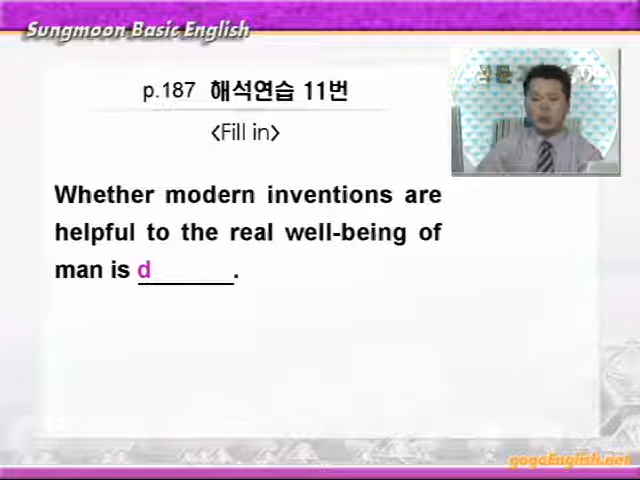 Sungmoon Basic English
p.187 해석연습 11번
<Fill in>
Whether modern inventions are
helpful to the real well-being of
man is d_______.
gogoEnglish.net